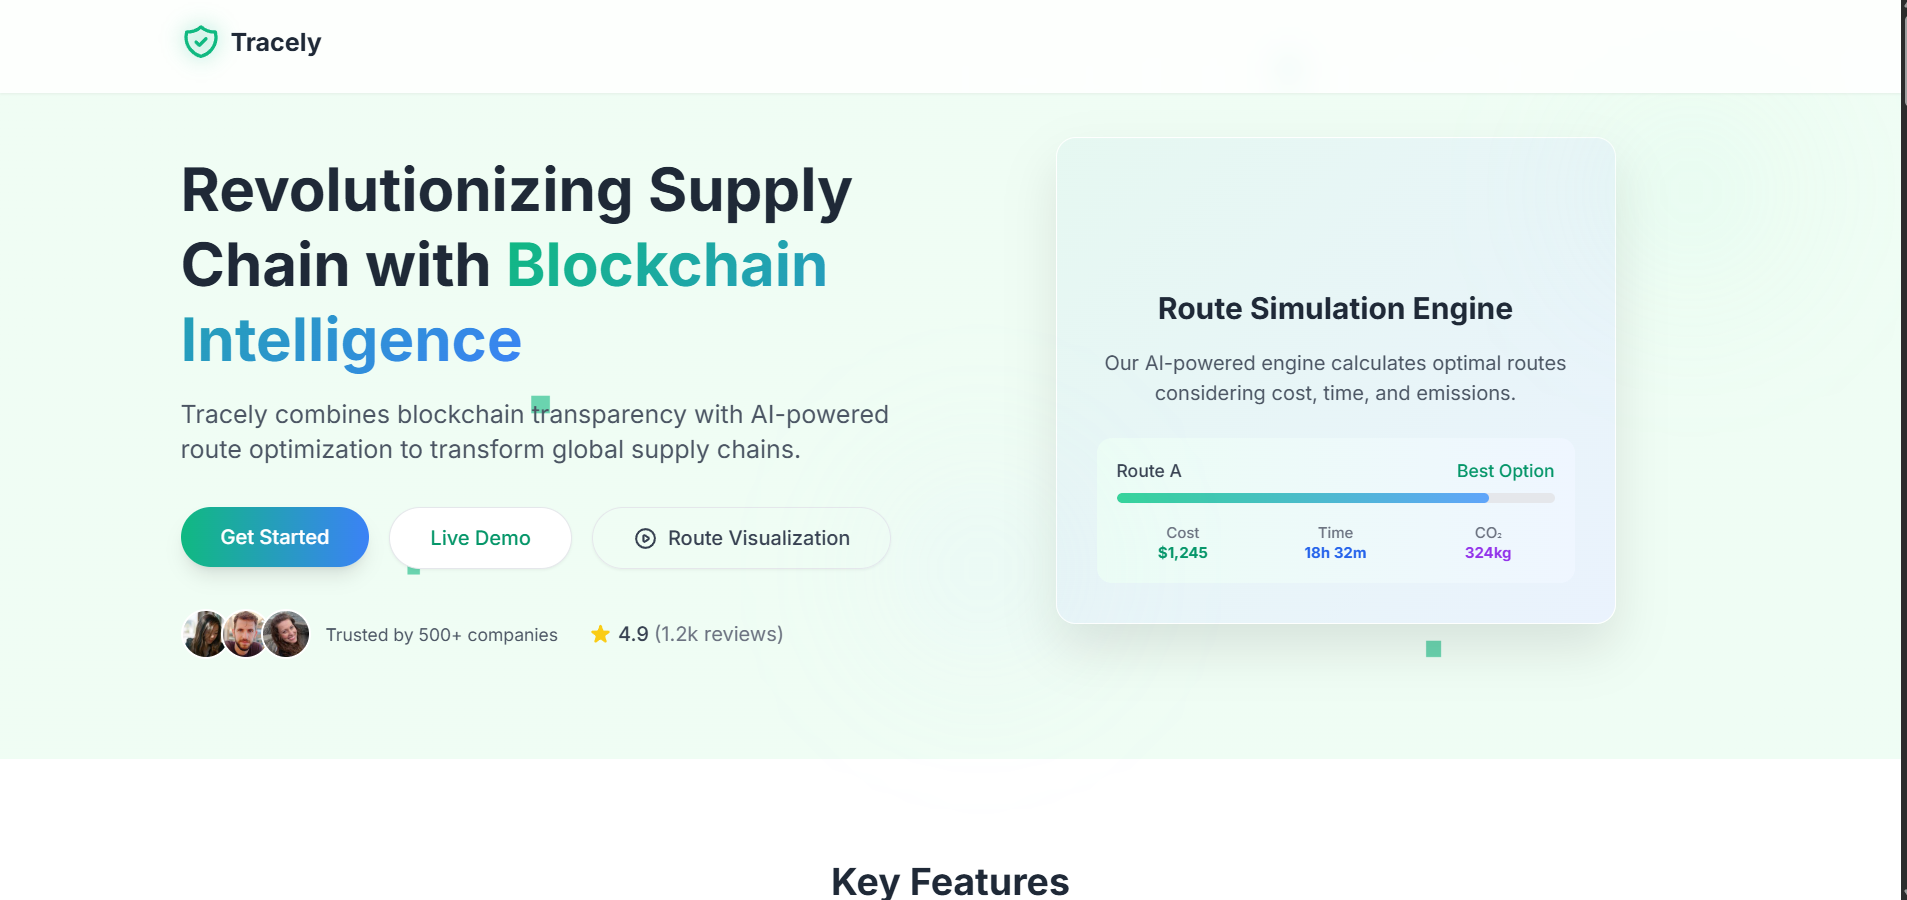 Tracely
Revolutionizing Supply
Chain with Blockchain
Intelligence
Tracely combines blockchain transparency with AI-powered
route optimization to transform global supply chains.
Get Started
Live Demo
Route Visualization
Trusted by 500+ companies
4.9 (1.2k reviews)
Route Simulation Engine
Our AI-powered engine calculates optimal routes
considering cost, time, and emissions.
Route A
Best Option
Cost
Time
CO₂
$1,245
18h 32m
324kg
Key Features